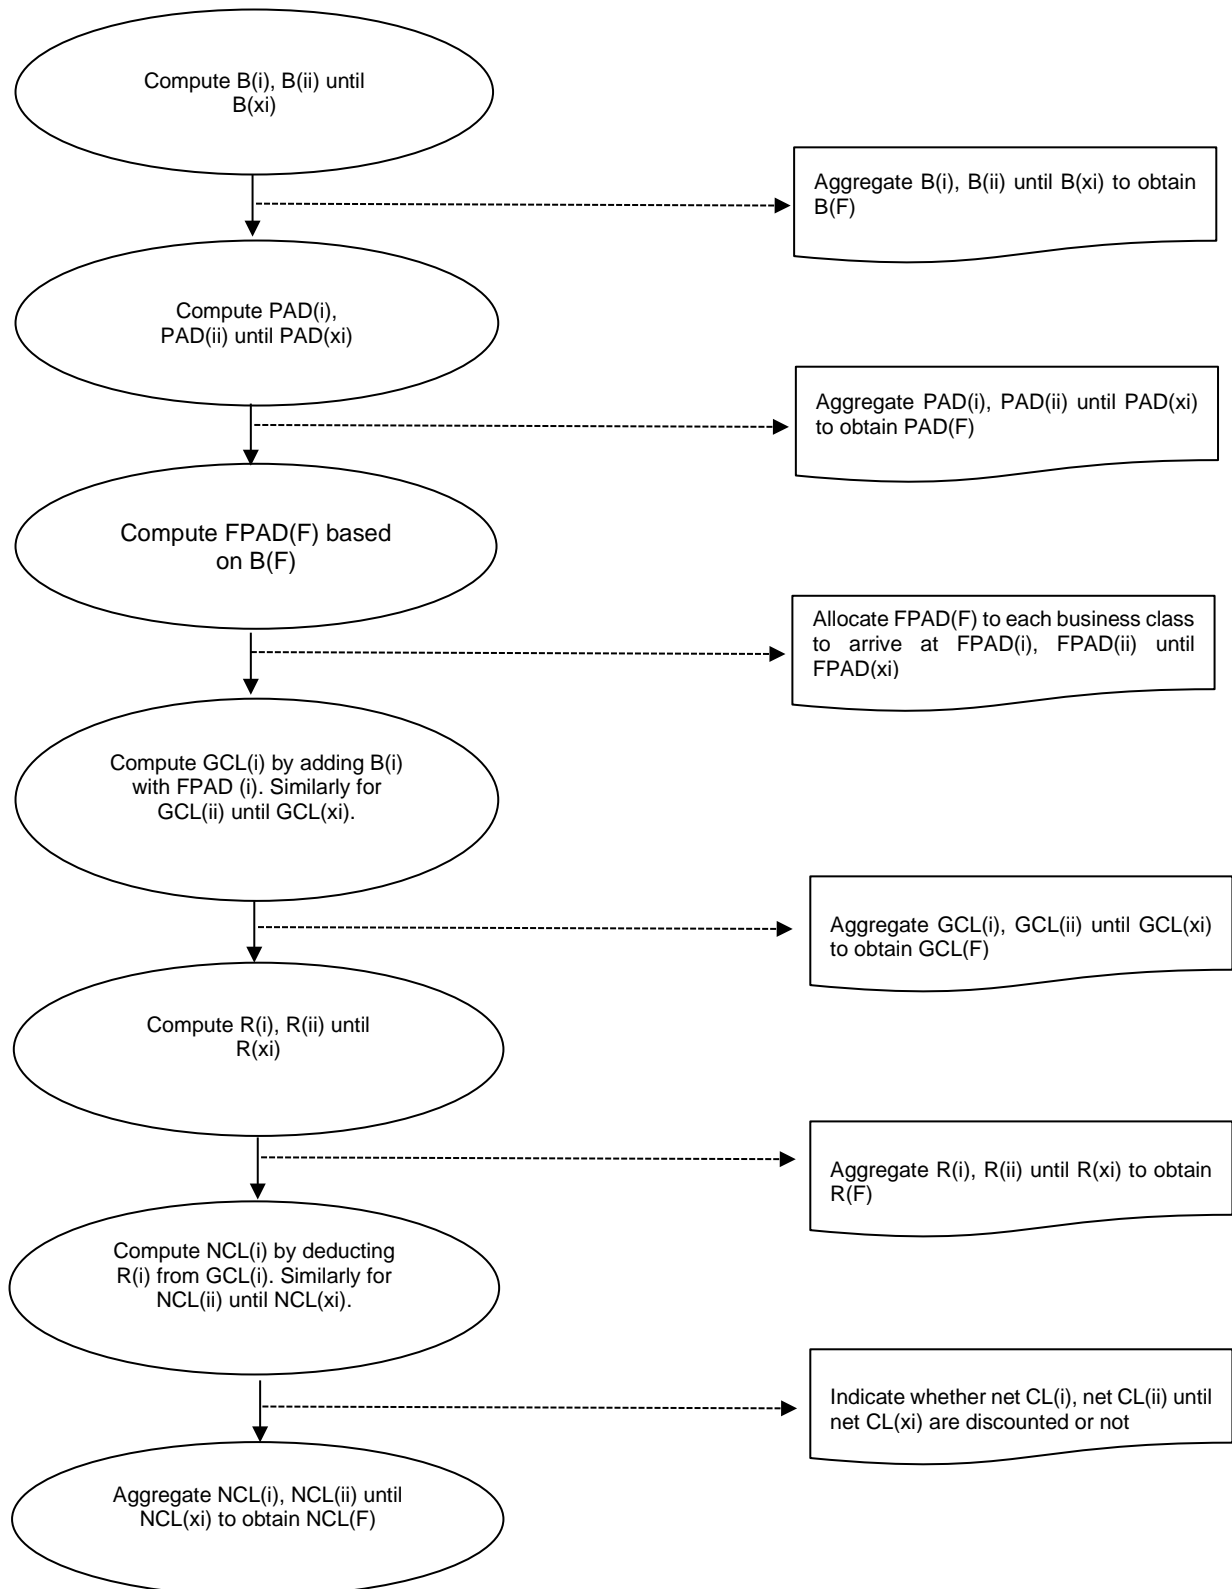 Compute B(i), B(ii) until
B(xi)
Aggregate B(i), B(ii) until B(xi) to obtain
B(F)
Compute PAD(i),
PAD(ii) until PAD(xi)
Aggregate PAD(i), PAD(ii) until PAD(xi)
to obtain PAD(F)
Compute FPAD(F) based
on B(F)
Allocate FPAD(F) to each business class
to arrive at FPAD(i), FPAD(ii) until
FPAD(xi)
Compute GCL(i) by adding B(i)
with FPAD (i). Similarly for
GCL(ii) until GCL(xi).
Aggregate GCL(i), GCL(ii) until GCL(xi)
to obtain GCL(F)
Compute R(i), R(ii) until
R(xi)
Aggregate R(i), R(ii) until R(xi) to obtain
R(F)
Compute NCL(i) by deducting
R(i) from GCL(i). Similarly for
NCL(ii) until NCL(xi).
Indicate whether net CL(i), net CL(ii) until
net CL(xi) are discounted or not
Aggregate NCL(i), NCL(ii) until
NCL(xi) to obtain NCL(F)